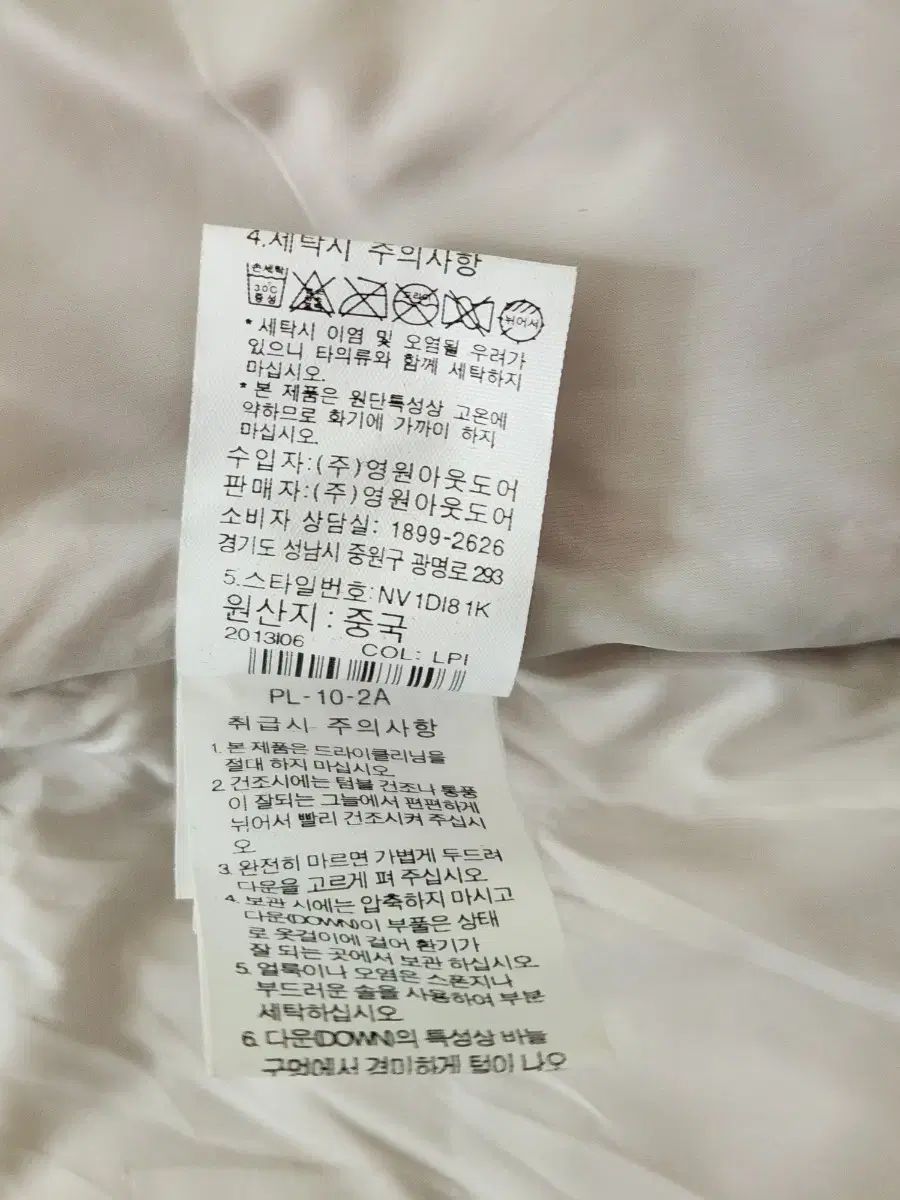 4.세탁시 주의사항
손세탁
30℃
중성
드라이
뉘어서
* 세탁시 이염 및 오염될 우려가
있으니 타의류와 함께 세탁하지
마십시오.
* 본 제품은 원단특성상 고온에
약하므로 화기에 가까이 하지
마십시오.
수입자:(주)영원아웃도어
판매자:(주)영원아웃도어
소비자 상담실: 1899-2626
경기도 성남시 중원구 광명로 293
5.스타일번호:NV1DI81K
원산지 : 중국
2013I06 COL: LPI
PL-10-2A
취급시 주의사항
1. 본 제품은 드라이클리닝을
절대 하지 마십시오.
2. 건조시에는 텀블 건조나 통풍
이 잘되는 그늘에서 편편하게
뉘어서 빨리 건조시켜 주십시
오
3. 완전히 마르면 가볍게 두드려
다운을 고르게 펴 주십시오.
4. 보관 시에는 압축하지 마시고
다운(DOWN)이 부풀은 상태
로 옷걸이에 걸어 환기가
잘 되는 곳에서 보관 하십시오.
5. 얼룩이나 오염은 스폰지나
부드러운 솔을 사용하여 부분
세탁하십시오
6. 다운(DOWN)의 특성상 바늘
구멍에서 경미하게 털이 나오